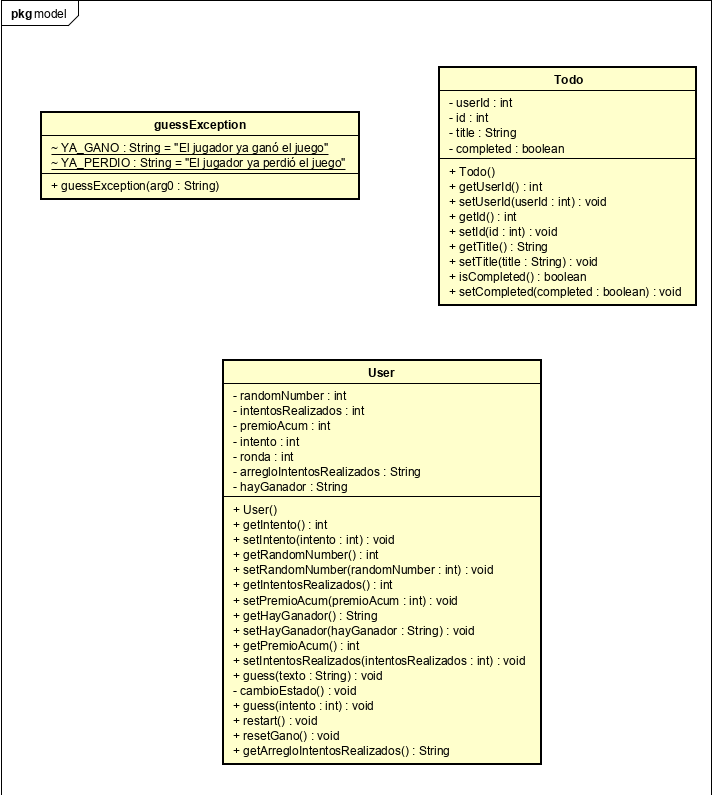 pkg model
Todo
- userId : int
- id : int
- title : String
- completed : boolean
+ Todo()
+ getUserId() : int
+ setUserId(userId : int) : void
+ getId() : int
+ setId(id : int) : void
+ getTitle() : String
+ setTitle(title : String) : void
+ isCompleted() : boolean
+ setCompleted(completed : boolean) : void
guessException
~ YA_GANO : String = "El jugador ya ganó el juego"
~ YA_PERDIO : String = "El jugador ya perdió el juego"
+ guessException(arg0 : String)
User
- randomNumber : int
- intentosRealizados : int
- premioAcum : int
- intento : int
- ronda : int
- arregloIntentosRealizados : String
- hayGanador : String
+ User()
+ getIntento() : int
+ setIntento(intento : int) : void
+ getRandomNumber() : int
+ setRandomNumber(randomNumber : int) : void
+ getIntentosRealizados() : int
+ setPremioAcum(premioAcum : int) : void
+ getHayGanador() : String
+ setHayGanador(hayGanador : String) : void
+ getPremioAcum() : int
+ setIntentosRealizados(intentosRealizados : int) : void
+ guess(texto : String) : void
- cambioEstado() : void
+ guess(intento : int) : void
+ restart() : void
+ resetGano() : void
+ getArregloIntentosRealizados() : String